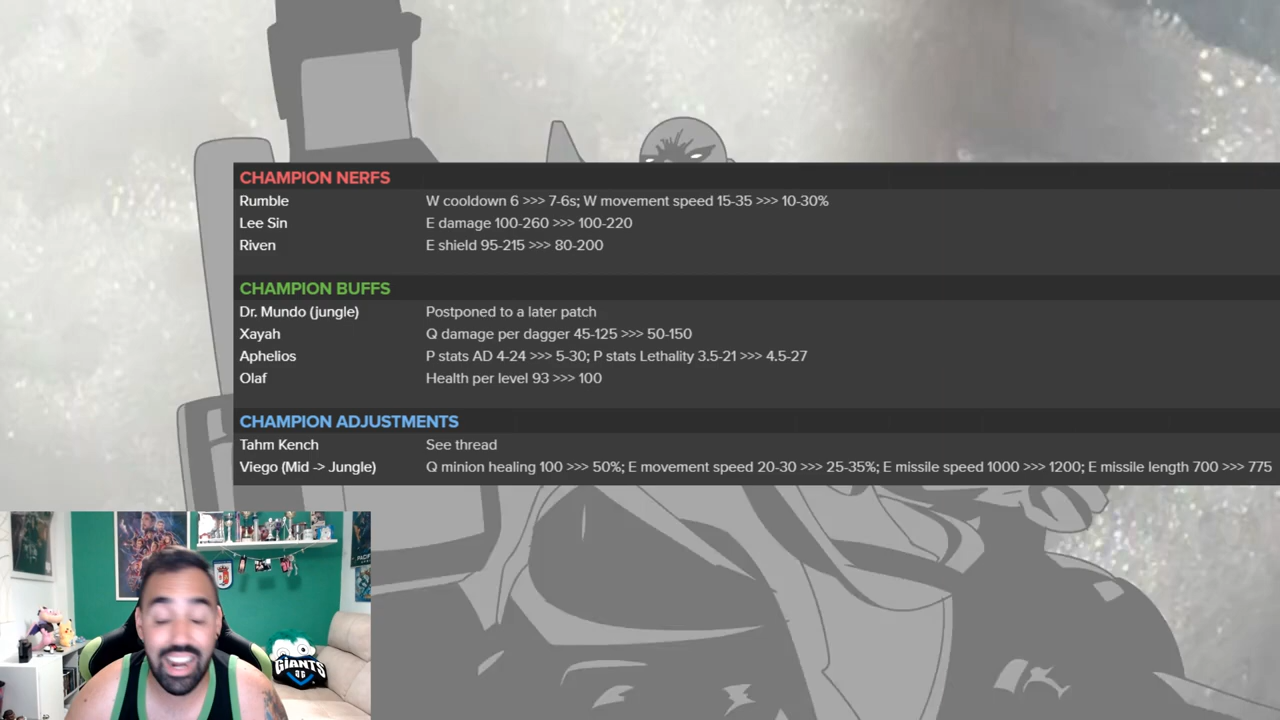 CHAMPION NERFS
Rumble W cooldown 6 >>> 7-6s; W movement speed 15-35 >>> 10-30%
Lee Sin E damage 100-260 >>> 100-220
Riven E shield 95-215 >>> 80-200
CHAMPION BUFFS
Dr. Mundo (jungle) Postponed to a later patch
Xayah Q damage per dagger 45-125 >>> 50-150
Aphelios P stats AD 4-24 >>> 5-30; P stats Lethality 3.5-21 >>> 4.5-27
Olaf Health per level 93 >>> 100
CHAMPION ADJUSTMENTS
Tahm Kench See thread
Viego (Mid -> Jungle) Q minion healing 100 >>> 50%; E movement speed 20-30 >>> 25-35%; E missile speed 1000 >>> 1200; E missile length 700 >>> 775
GIANTS